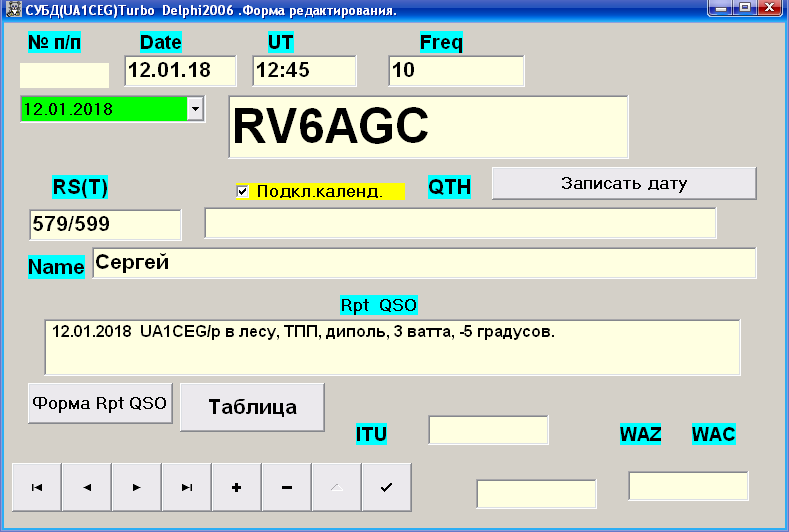 СУБД(UA1CEG)Turbo Delphi2006 .Форма редактирования.
№ п/п Date UT Freq
12.01.18 12:45 10
12.01.2018
RV6AGC
RS(T) Подкл.календ. QTH Записать дату
579/599
Name Сергей
Rpt QSO
12.01.2018 UA1CEG/p в лесу, ТПП, диполь, 3 ватта, -5 градусов.
Форма Rpt QSO Таблица
ITU WAZ WAC